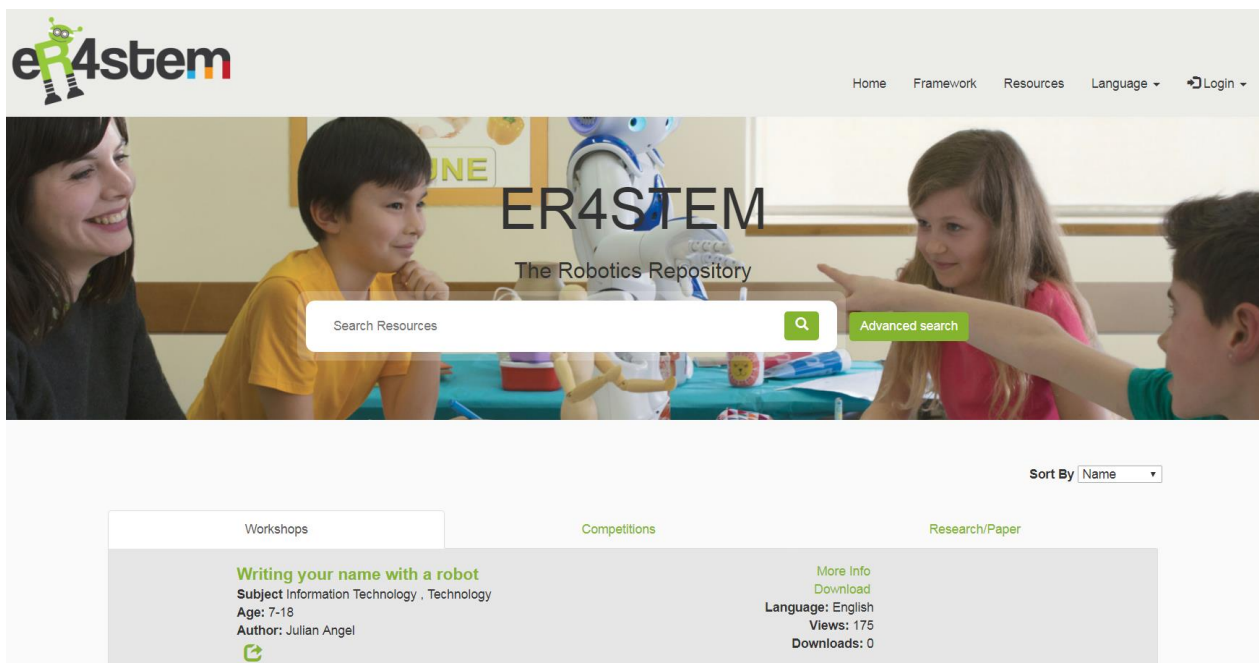 eR4stem
Home Framework Resources Language Login
UNE
ER4STEM
The Robotics Repository
Search Resources
Advanced search
Sort By Name
Workshops Competitions Research/Paper
Writing your name with a robot
Subject Information Technology , Technology
Age: 7-18
Author: Julian Angel
More Info
Download
Language: English
Views: 175
Downloads: 0